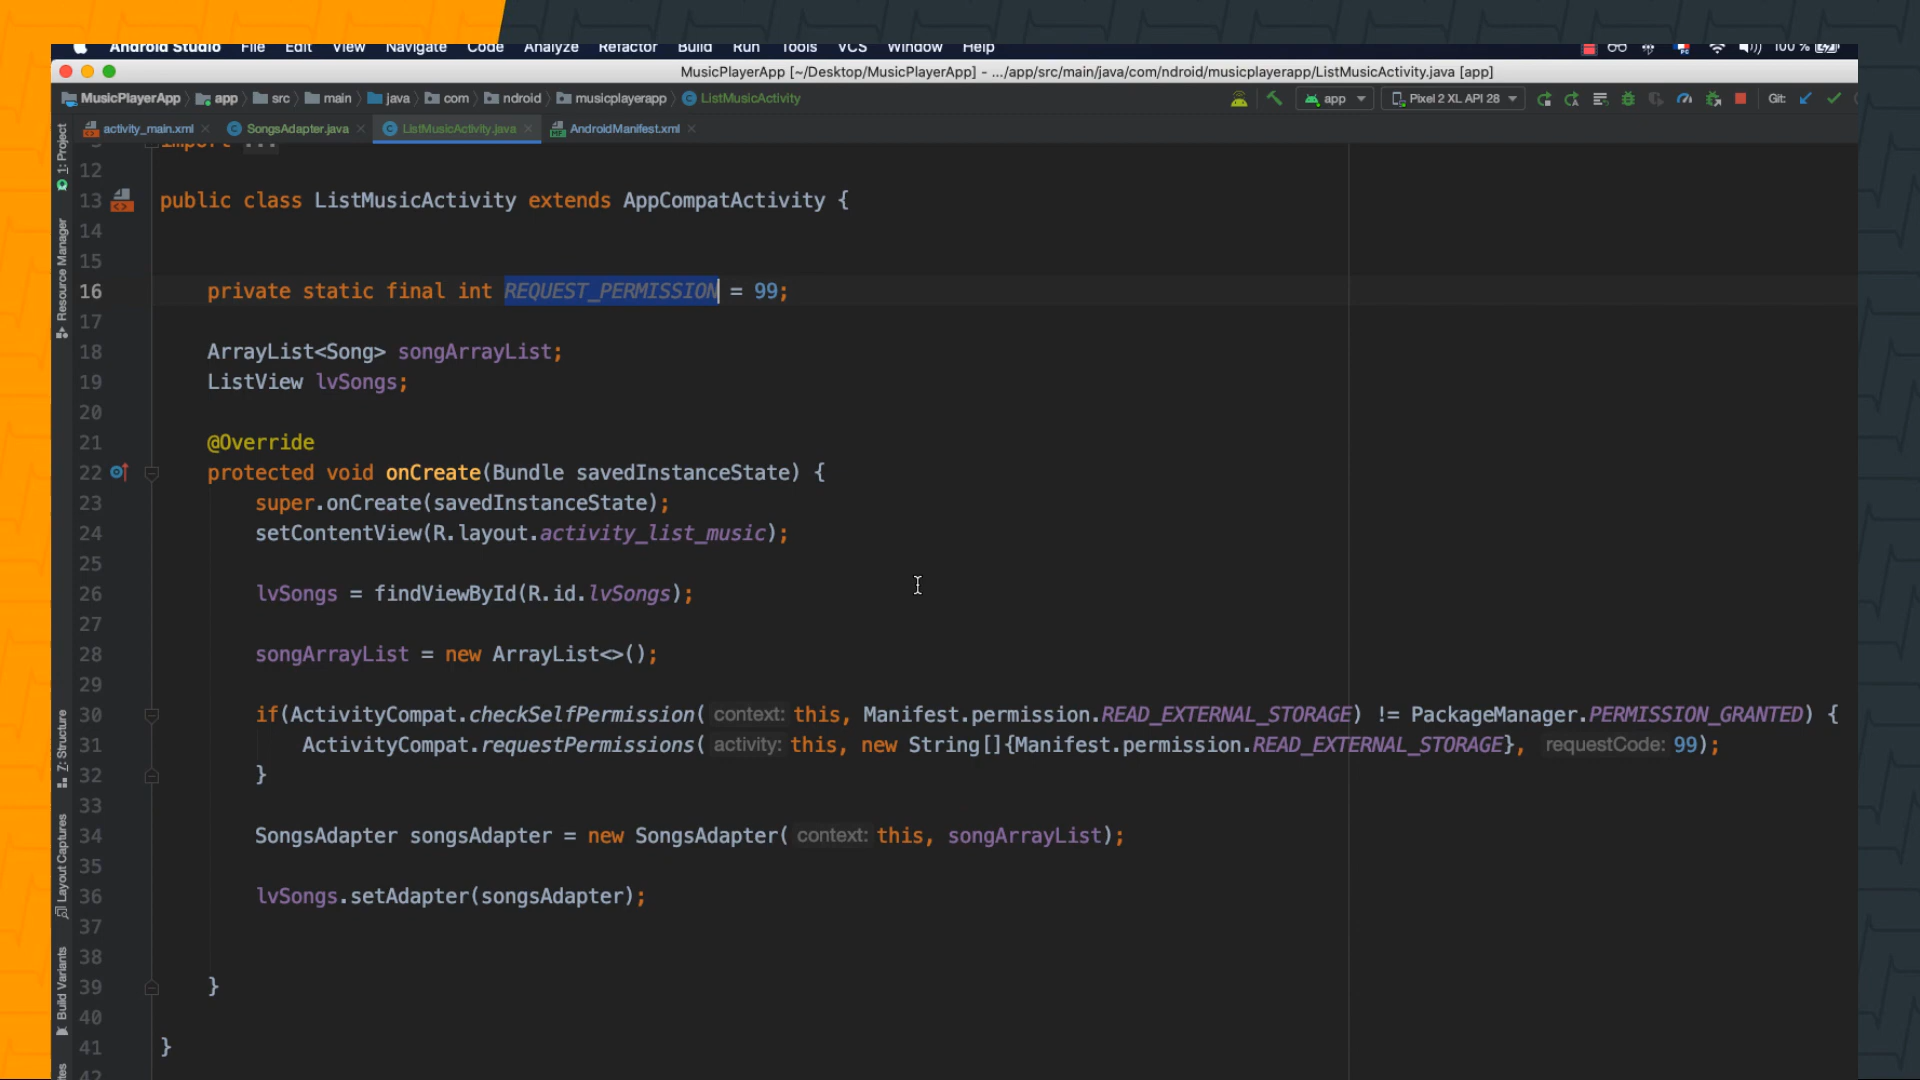 Android Studio File Edit View Navigate Code Analyze Refactor Build Run Tools VCS Window Help 100 %
MusicPlayerApp [~/Desktop/MusicPlayerApp] - .../app/src/main/java/com/ndroid/musicplayerapp/ListMusicActivity.java [app]
MusicPlayerApp app src main java com ndroid musicplayerapp ListMusicActivity app Pixel 2 XL API 28 Git:
activity_main.xml SongsAdapter.java ListMusicActivity.java AndroidManifest.xml
1: Project
Resource Manager
Z: Structure
Layout Captures
Build Variants
import ...
12
13 public class ListMusicActivity extends AppCompatActivity {
14
15
16 private static final int REQUEST_PERMISSION = 99;
17
18 ArrayList<Song> songArrayList;
19 ListView lvSongs;
20
21 @Override
22 protected void onCreate(Bundle savedInstanceState) {
23 super.onCreate(savedInstanceState);
24 setContentView(R.layout.activity_list_music);
25
26 lvSongs = findViewById(R.id.lvSongs);
27
28 songArrayList = new ArrayList<>();
29
30 if(ActivityCompat.checkSelfPermission( context: this, Manifest.permission.READ_EXTERNAL_STORAGE) != PackageManager.PERMISSION_GRANTED) {
31 ActivityCompat.requestPermissions( activity: this, new String[]{Manifest.permission.READ_EXTERNAL_STORAGE}, requestCode: 99);
32 }
33
34 SongsAdapter songsAdapter = new SongsAdapter( context: this, songArrayList);
35
36 lvSongs.setAdapter(songsAdapter);
37
38
39 }
40
41 }
42